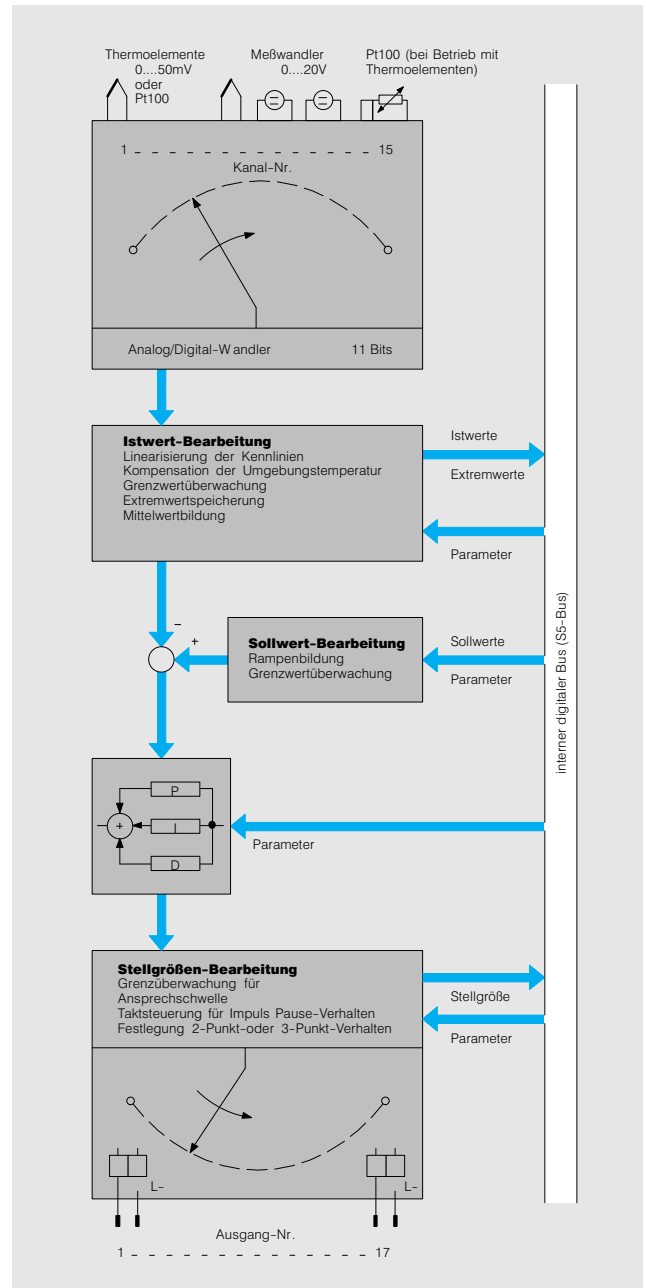 Thermoelemente
0....50mV
oder
Pt100
Meßwandler
0....20V
Pt100 (bei Betrieb mit
Thermoelementen)
1 _ _ _ _ _ _ _ _ _ _ _ _ _ 15
Kanal-Nr.
Analog/Digital-Wandler 11 Bits
Istwert-Bearbeitung
Linearisierung der Kennlinien
Kompensation der Umgebungstemperatur
Grenzwertüberwachung
Extremwertspeicherung
Mittelwertbildung
Istwerte
Extremwerte
Parameter
−
+
Sollwert-Bearbeitung
Rampenbildung
Grenzwertüberwachung
Sollwerte
Parameter
interner digitaler Bus (S5-Bus)
P
+ I
D
Parameter
Stellgrößen-Bearbeitung
Grenzüberwachung für
Ansprechschwelle
Taktsteuerung für Impuls Pause-Verhalten
Festlegung 2-Punkt-oder 3-Punkt-Verhalten
Stellgröße
Parameter
L- L-
Ausgang-Nr.
1 _ _ _ _ _ _ _ _ _ _ _ _ _ 17